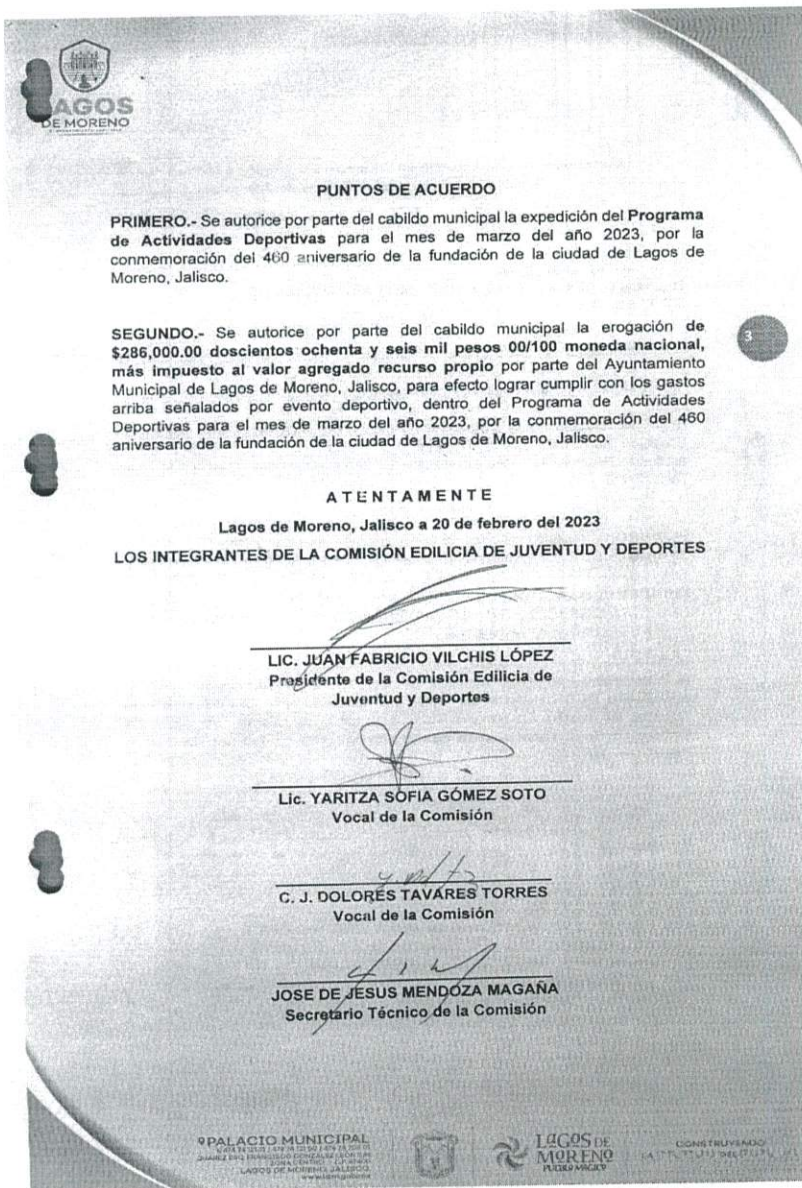 LAGOS
DE MORENO
PUNTOS DE ACUERDO
PRIMERO.- Se autorice por parte del cabildo municipal la expedición del Programa
de Actividades Deportivas para el mes de marzo del año 2023, por la
conmemoración del 460 aniversario de la fundación de la ciudad de Lagos de
Moreno, Jalisco.
SEGUNDO.- Se autorice por parte del cabildo municipal la erogación de
$286,000.00 doscientos ochenta y seis mil pesos 00/100 moneda nacional,
más impuesto al valor agregado recurso propio por parte del Ayuntamiento
Municipal de Lagos de Moreno, Jalisco, para efecto lograr cumplir con los gastos
arriba señalados por evento deportivo, dentro del Programa de Actividades
Deportivas para el mes de marzo del año 2023, por la conmemoración del 460
aniversario de la fundación de la ciudad de Lagos de Moreno, Jalisco.
3
ATENTAMENTE
Lagos de Moreno, Jalisco a 20 de febrero del 2023
LOS INTEGRANTES DE LA COMISIÓN EDILICIA DE JUVENTUD Y DEPORTES
LIC. JUAN FABRICIO VILCHIS LÓPEZ
Presidente de la Comisión Edilicia de
Juventud y Deportes
Lic. YARITZA SOFIA GÓMEZ SOTO
Vocal de la Comisión
C. J. DOLORES TAVARES TORRES
Vocal de la Comisión
JOSE DE JESUS MENDOZA MAGAÑA
Secretario Técnico de la Comisión
PALACIO MUNICIPAL
LAGOS DE MORENO, JALISCO.
LAGOS DE
MORENO
PUEBLO MÁGICO
CONSTRUYENDO